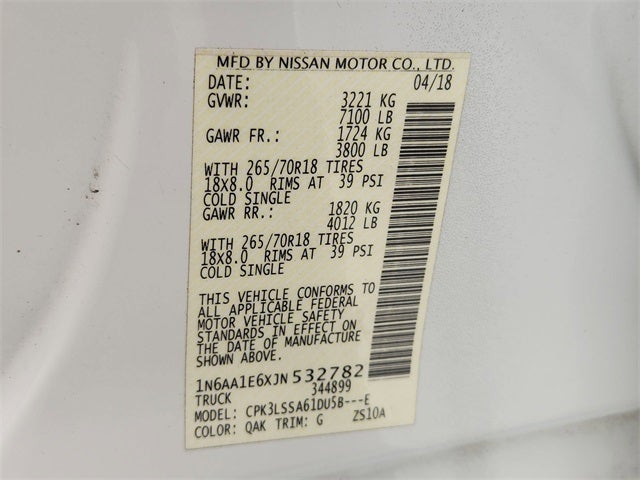 MFD BY NISSAN MOTOR CO., LTD.
DATE: 04/18
GVWR: 3221 KG
7100 LB
GAWR FR.: 1724 KG
3800 LB
WITH 265/70R18 TIRES
18X8.0 RIMS AT 39 PSI
COLD SINGLE
GAWR RR.: 1820 KG
4012 LB
WITH 265/70R18 TIRES
18X8.0 RIMS AT 39 PSI
COLD SINGLE
THIS VEHICLE CONFORMS TO
ALL APPLICABLE FEDERAL
MOTOR VEHICLE SAFETY
STANDARDS IN EFFECT ON
THE DATE OF MANUFACTURE
SHOWN ABOVE.
1N6AA1E6XJN532782
TRUCK 344899
MODEL: CPK3LSSA61DU5B---E
COLOR: QAK TRIM: G ZS10A